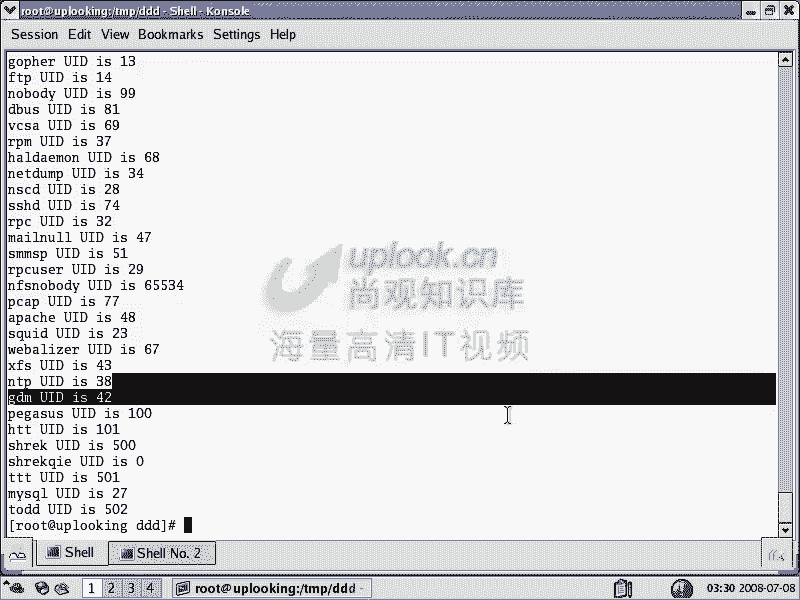 root@uplooking:/tmp/ddd - Shell - Konsole
Session Edit View Bookmarks Settings Help
gopher UID is 13
ftp UID is 14
nobody UID is 99
dbus UID is 81
vcsa UID is 69
rpm UID is 37
haldaemon UID is 68
netdump UID is 34
nscd UID is 28
sshd UID is 74
rpc UID is 32
mailnull UID is 47
smmsp UID is 51
rpcuser UID is 29
nfsnobody UID is 65534
pcap UID is 77
apache UID is 48
squid UID is 23
webalizer UID is 67
xfs UID is 43
ntp UID is 38
gdm UID is 42
pegasus UID is 100
htt UID is 101
shrek UID is 500
shrekqie UID is 0
ttt UID is 501
mysql UID is 27
todd UID is 502
[root@uplooking ddd]#
uplook.cn
尚观知识库
海量高清IT视频
Shell Shell No. 2
1 2 3 4 root@uplooking:/tmp/ddd - 03:30 2008-07-08